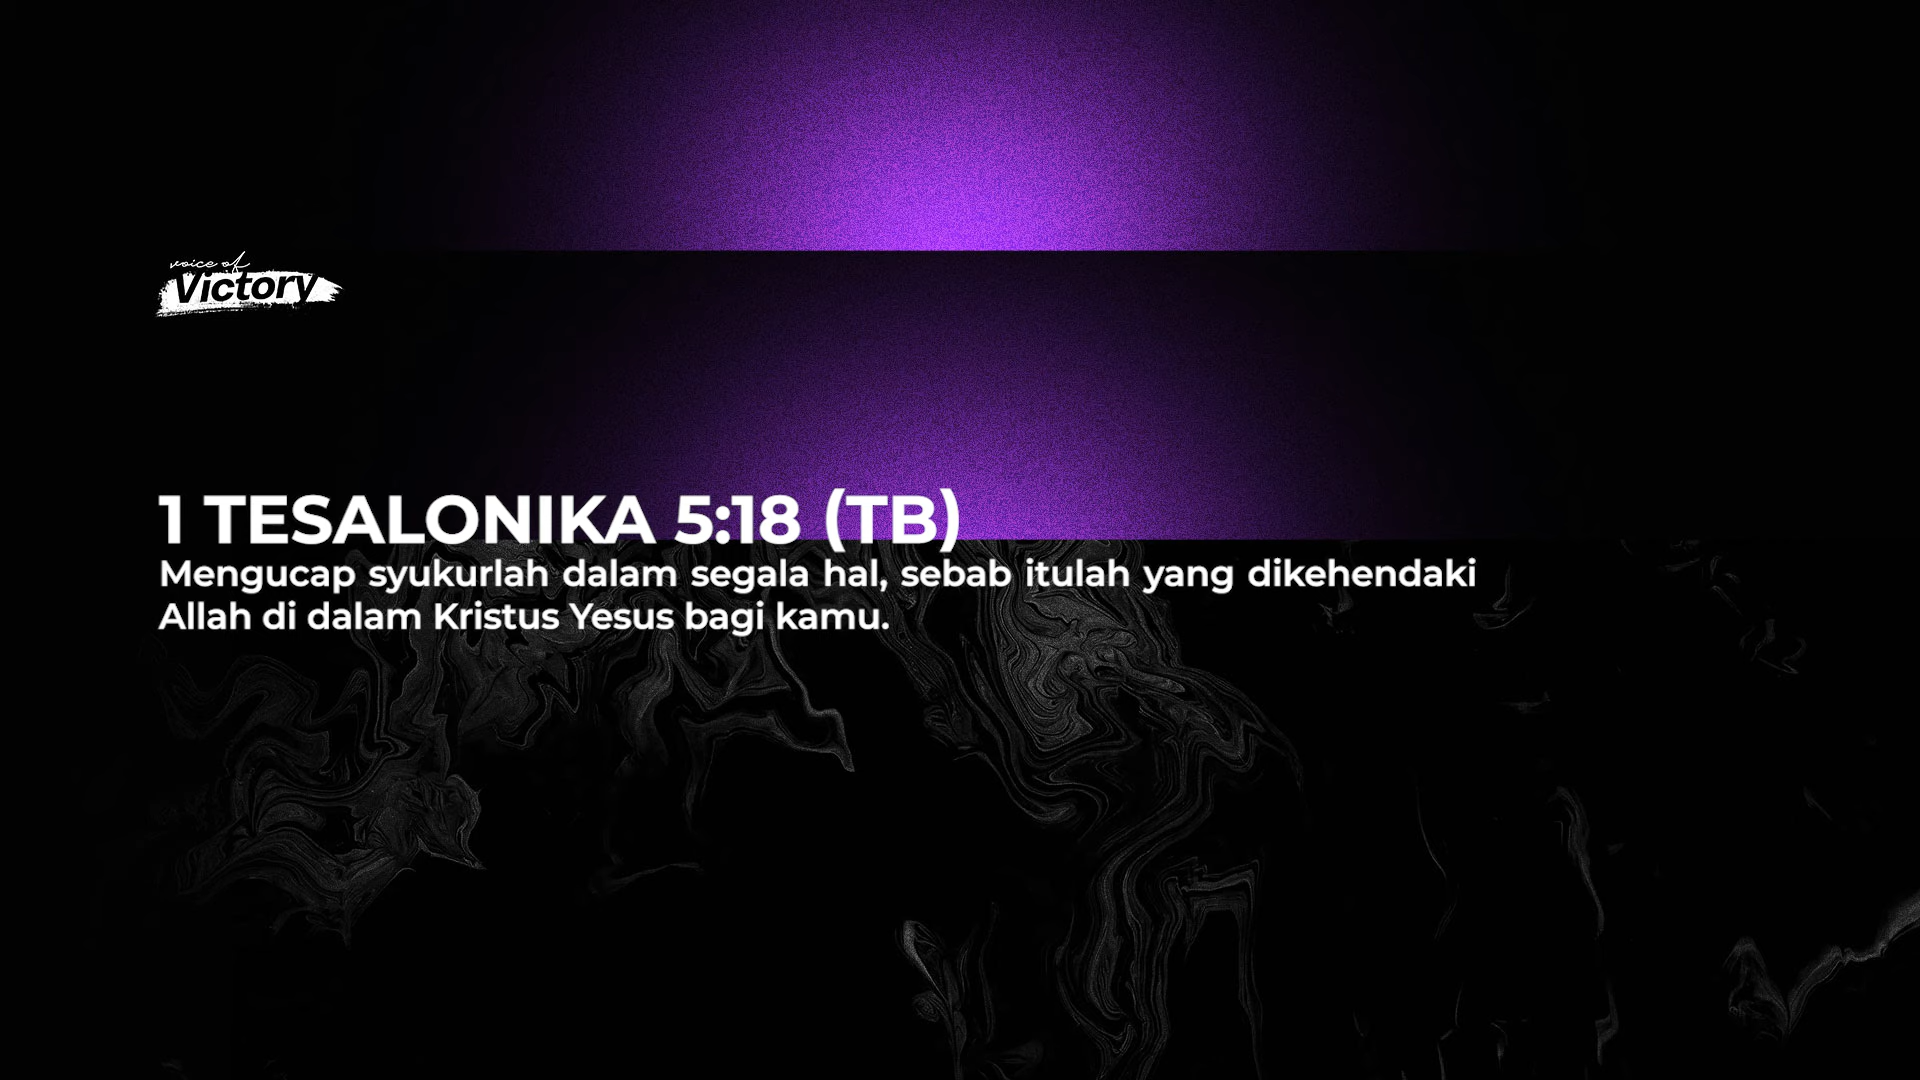 voice of
Victory
1 TESALONIKA 5:18 (TB)
Mengucap syukurlah dalam segala hal, sebab itulah yang dikehendaki
Allah di dalam Kristus Yesus bagi kamu.